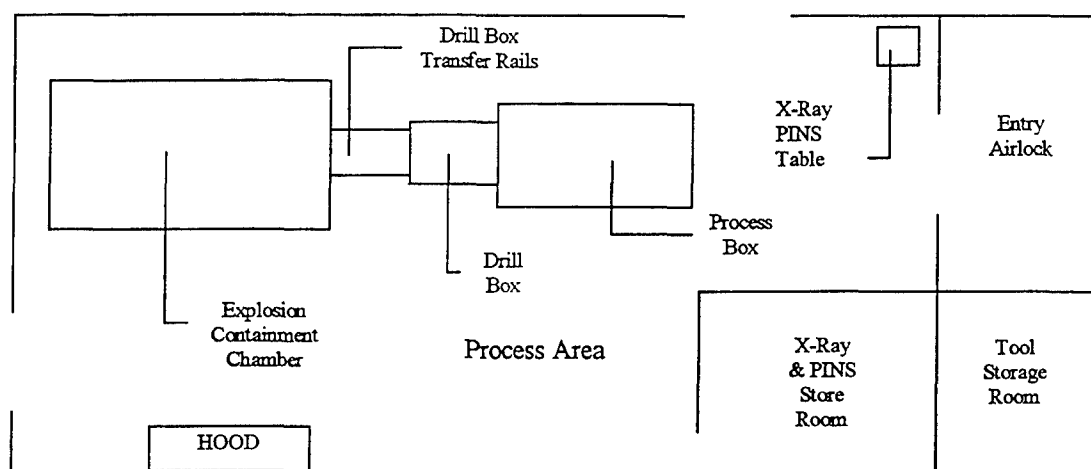 Drill Box
Transfer Rails
X-Ray
PINS
Table
Entry
Airlock
Process
Box
Drill
Box
Explosion
Containment
Chamber
Process Area
X-Ray
& PINS
Store
Room
Tool
Storage
Room
HOOD